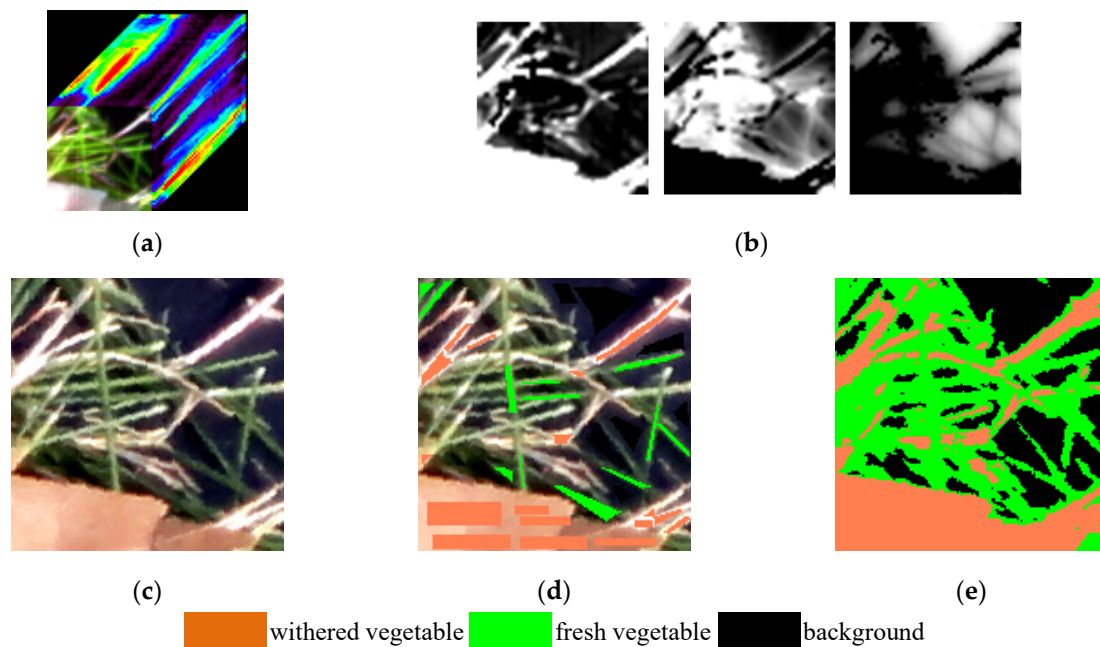 (a)
(b)
(c)
(d)
(e)
withered vegetable
fresh vegetable
background